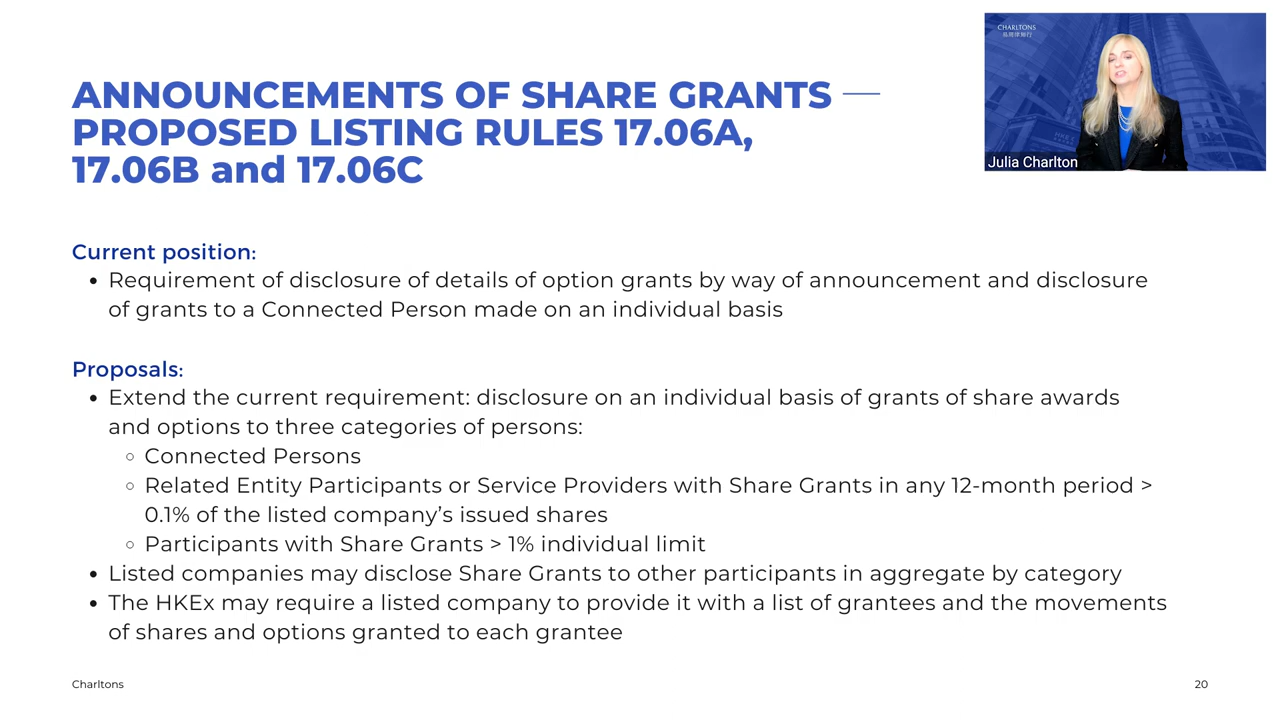 CHARLTONS
ANNOUNCEMENTS OF SHARE GRANTS —
PROPOSED LISTING RULES 17.06A,
17.06B and 17.06C
Julia Charlton
Current position:
• Requirement of disclosure of details of option grants by way of announcement and disclosure
of grants to a Connected Person made on an individual basis
Proposals:
• Extend the current requirement: disclosure on an individual basis of grants of share awards
and options to three categories of persons:
○ Connected Persons
○ Related Entity Participants or Service Providers with Share Grants in any 12-month period >
0.1% of the listed company’s issued shares
○ Participants with Share Grants > 1% individual limit
• Listed companies may disclose Share Grants to other participants in aggregate by category
• The HKEx may require a listed company to provide it with a list of grantees and the movements
of shares and options granted to each grantee
Charltons
20